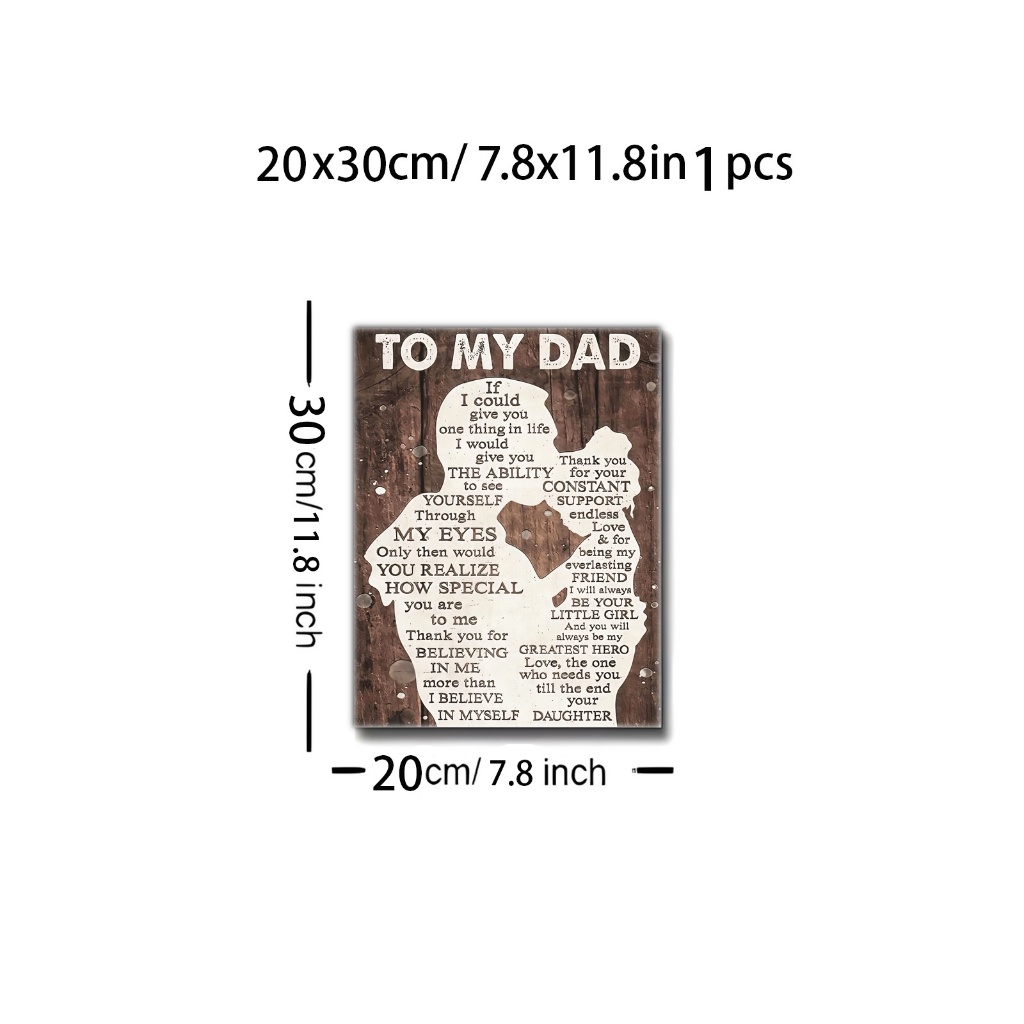 20x30cm/ 7.8x11.8in 1 pcs
TO MY DAD
If
I could
give you
one thing in life
I would
give you
THE ABILITY
to see
YOURSELF
Through
MY EYES
Only then would
YOU REALIZE
HOW SPECIAL
you are
to me
Thank you for
BELIEVING
IN ME
more than
I BELIEVE
IN MYSELF
Thank you
for your
CONSTANT
SUPPORT
endless
Love
& for
being my
everlasting
FRIEND
I will always
BE YOUR
LITTLE GIRL
And you will
always be my
GREATEST HERO
Love, the one
who needs you
till the end
your
DAUGHTER
30cm/11.8 inch
20cm/ 7.8 inch